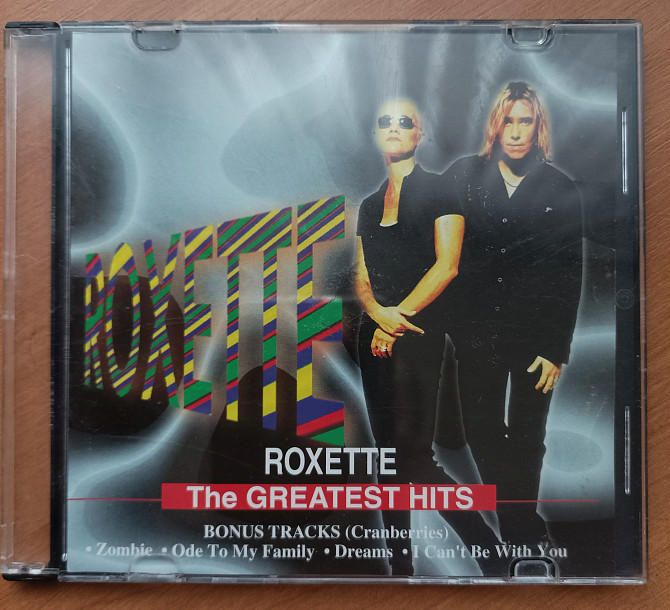 ROXETTE
ROXETTE
The GREATEST HITS
BONUS TRACKS (Cranberries)
• Zombie • Ode To My Family • Dreams • I Can't Be With You